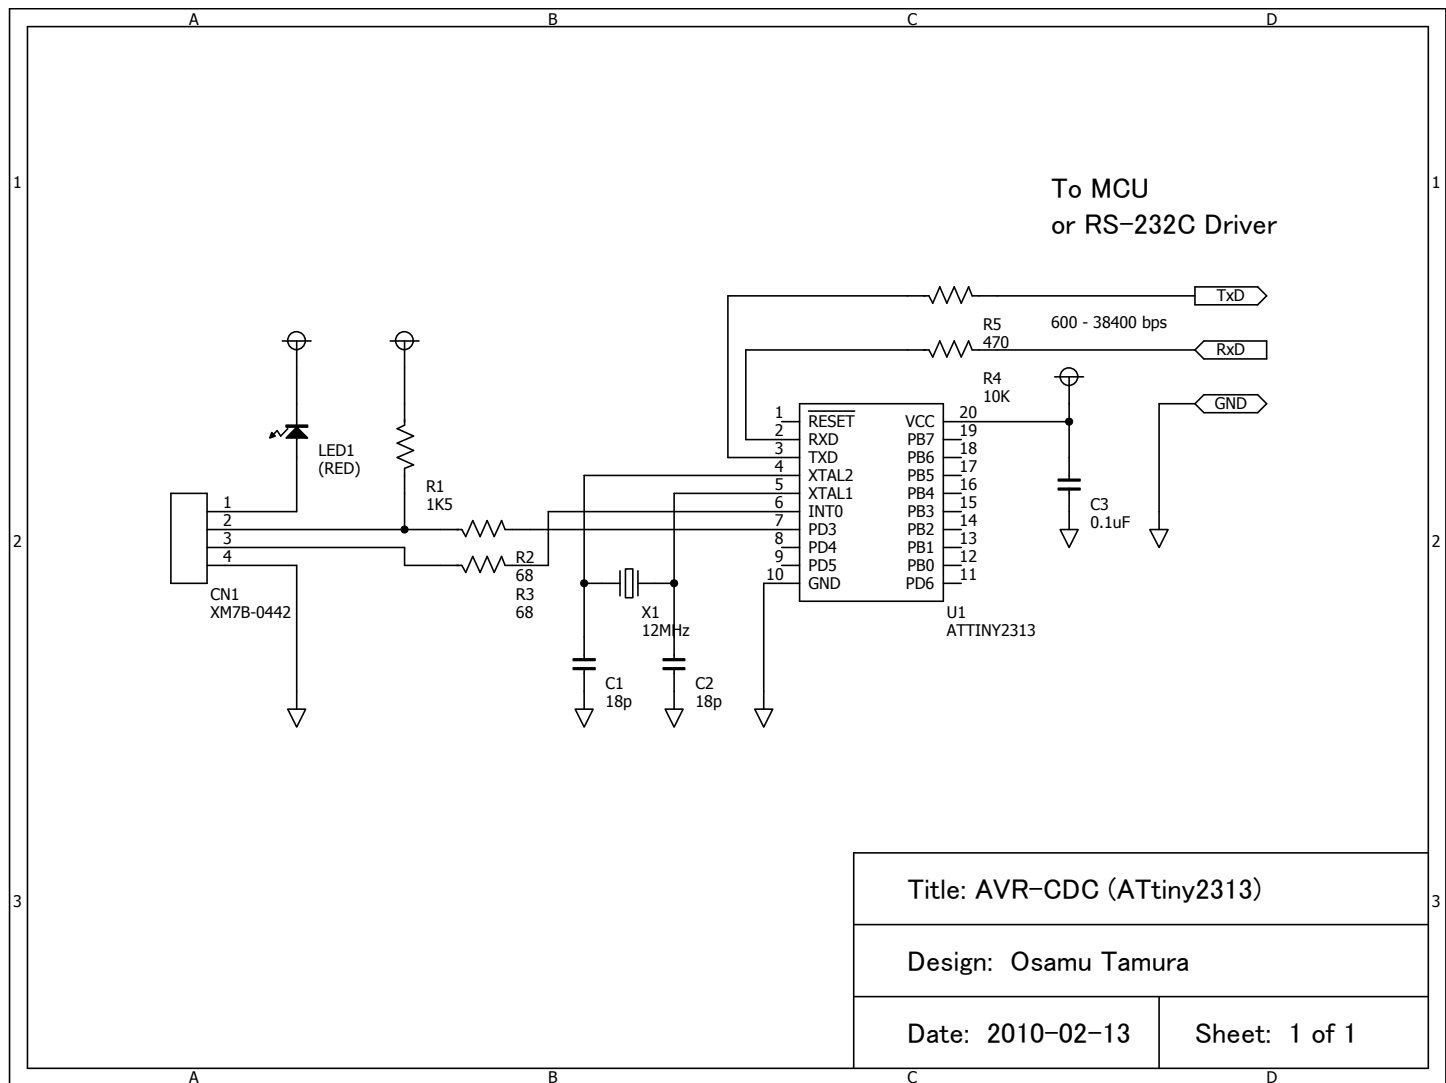 A B C D
1 1
To MCU
or RS-232C Driver
TxD
R5 600 - 38400 bps
470
RxD
R4
10K
GND
1 RESET VCC 20
2 RXD PB7 19
3 TXD PB6 18
4 XTAL2 PB5 17
5 XTAL1 PB4 16
6 INT0 PB3 15
7 PD3 PB2 14
8 PD4 PB1 13
9 PD5 PB0 12
10 GND PD6 11
U1
ATTINY2313
LED1
(RED)
R1
1K5
1
2
3
4
CN1
XM7B-0442
R2
68
R3
68
X1
12MHz
C1
18p
C2
18p
C3
0.1uF
2 2
Title: AVR-CDC (ATtiny2313)
3 3
Design: Osamu Tamura
Date: 2010-02-13 Sheet: 1 of 1
A B C D